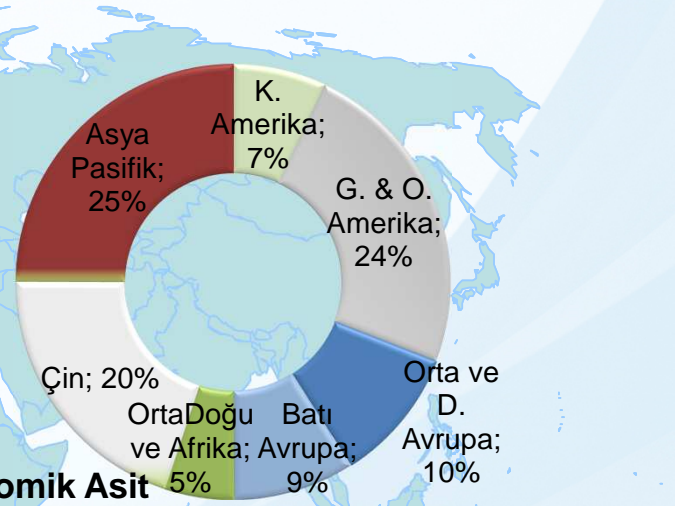 K.
Amerika;
7%
Asya
Pasifik;
25%
G. & O.
Amerika;
24%
Çin; 20%
OrtaDoğu
ve Afrika;
5%
Batı
Avrupa;
9%
Orta ve
D.
Avrupa;
10%
Asit